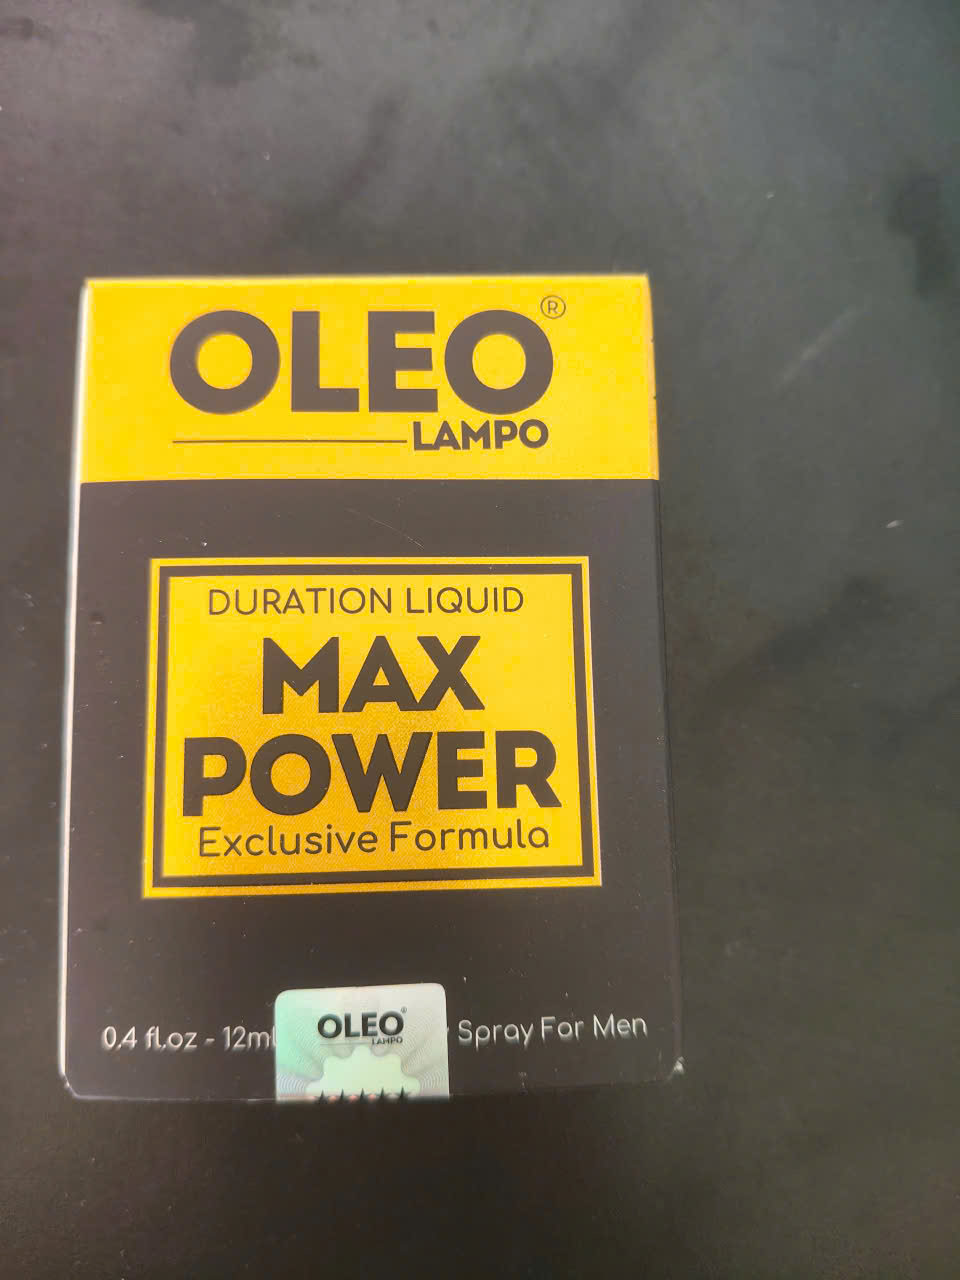 OLEO®
LAMPO
DURATION LIQUID
MAX
POWER
Exclusive Formula
0.4 fl.oz - 12ml Spray For Men
OLEO®
LAMPO